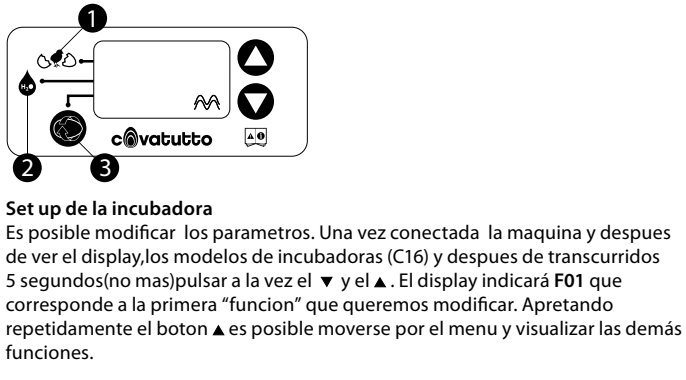 1
H₂O
covatutto
2
3
Set up de la incubadora
Es posible modificar los parametros. Una vez conectada la maquina y despues
de ver el display,los modelos de incubadoras (C16) y despues de transcurridos
5 segundos(no mas)pulsar a la vez el ▼ y el ▲ . El display indicará F01 que
corresponde a la primera “funcion” que queremos modificar. Apretando
repetidamente el boton ▲ es posible moverse por el menu y visualizar las demás
funciones.